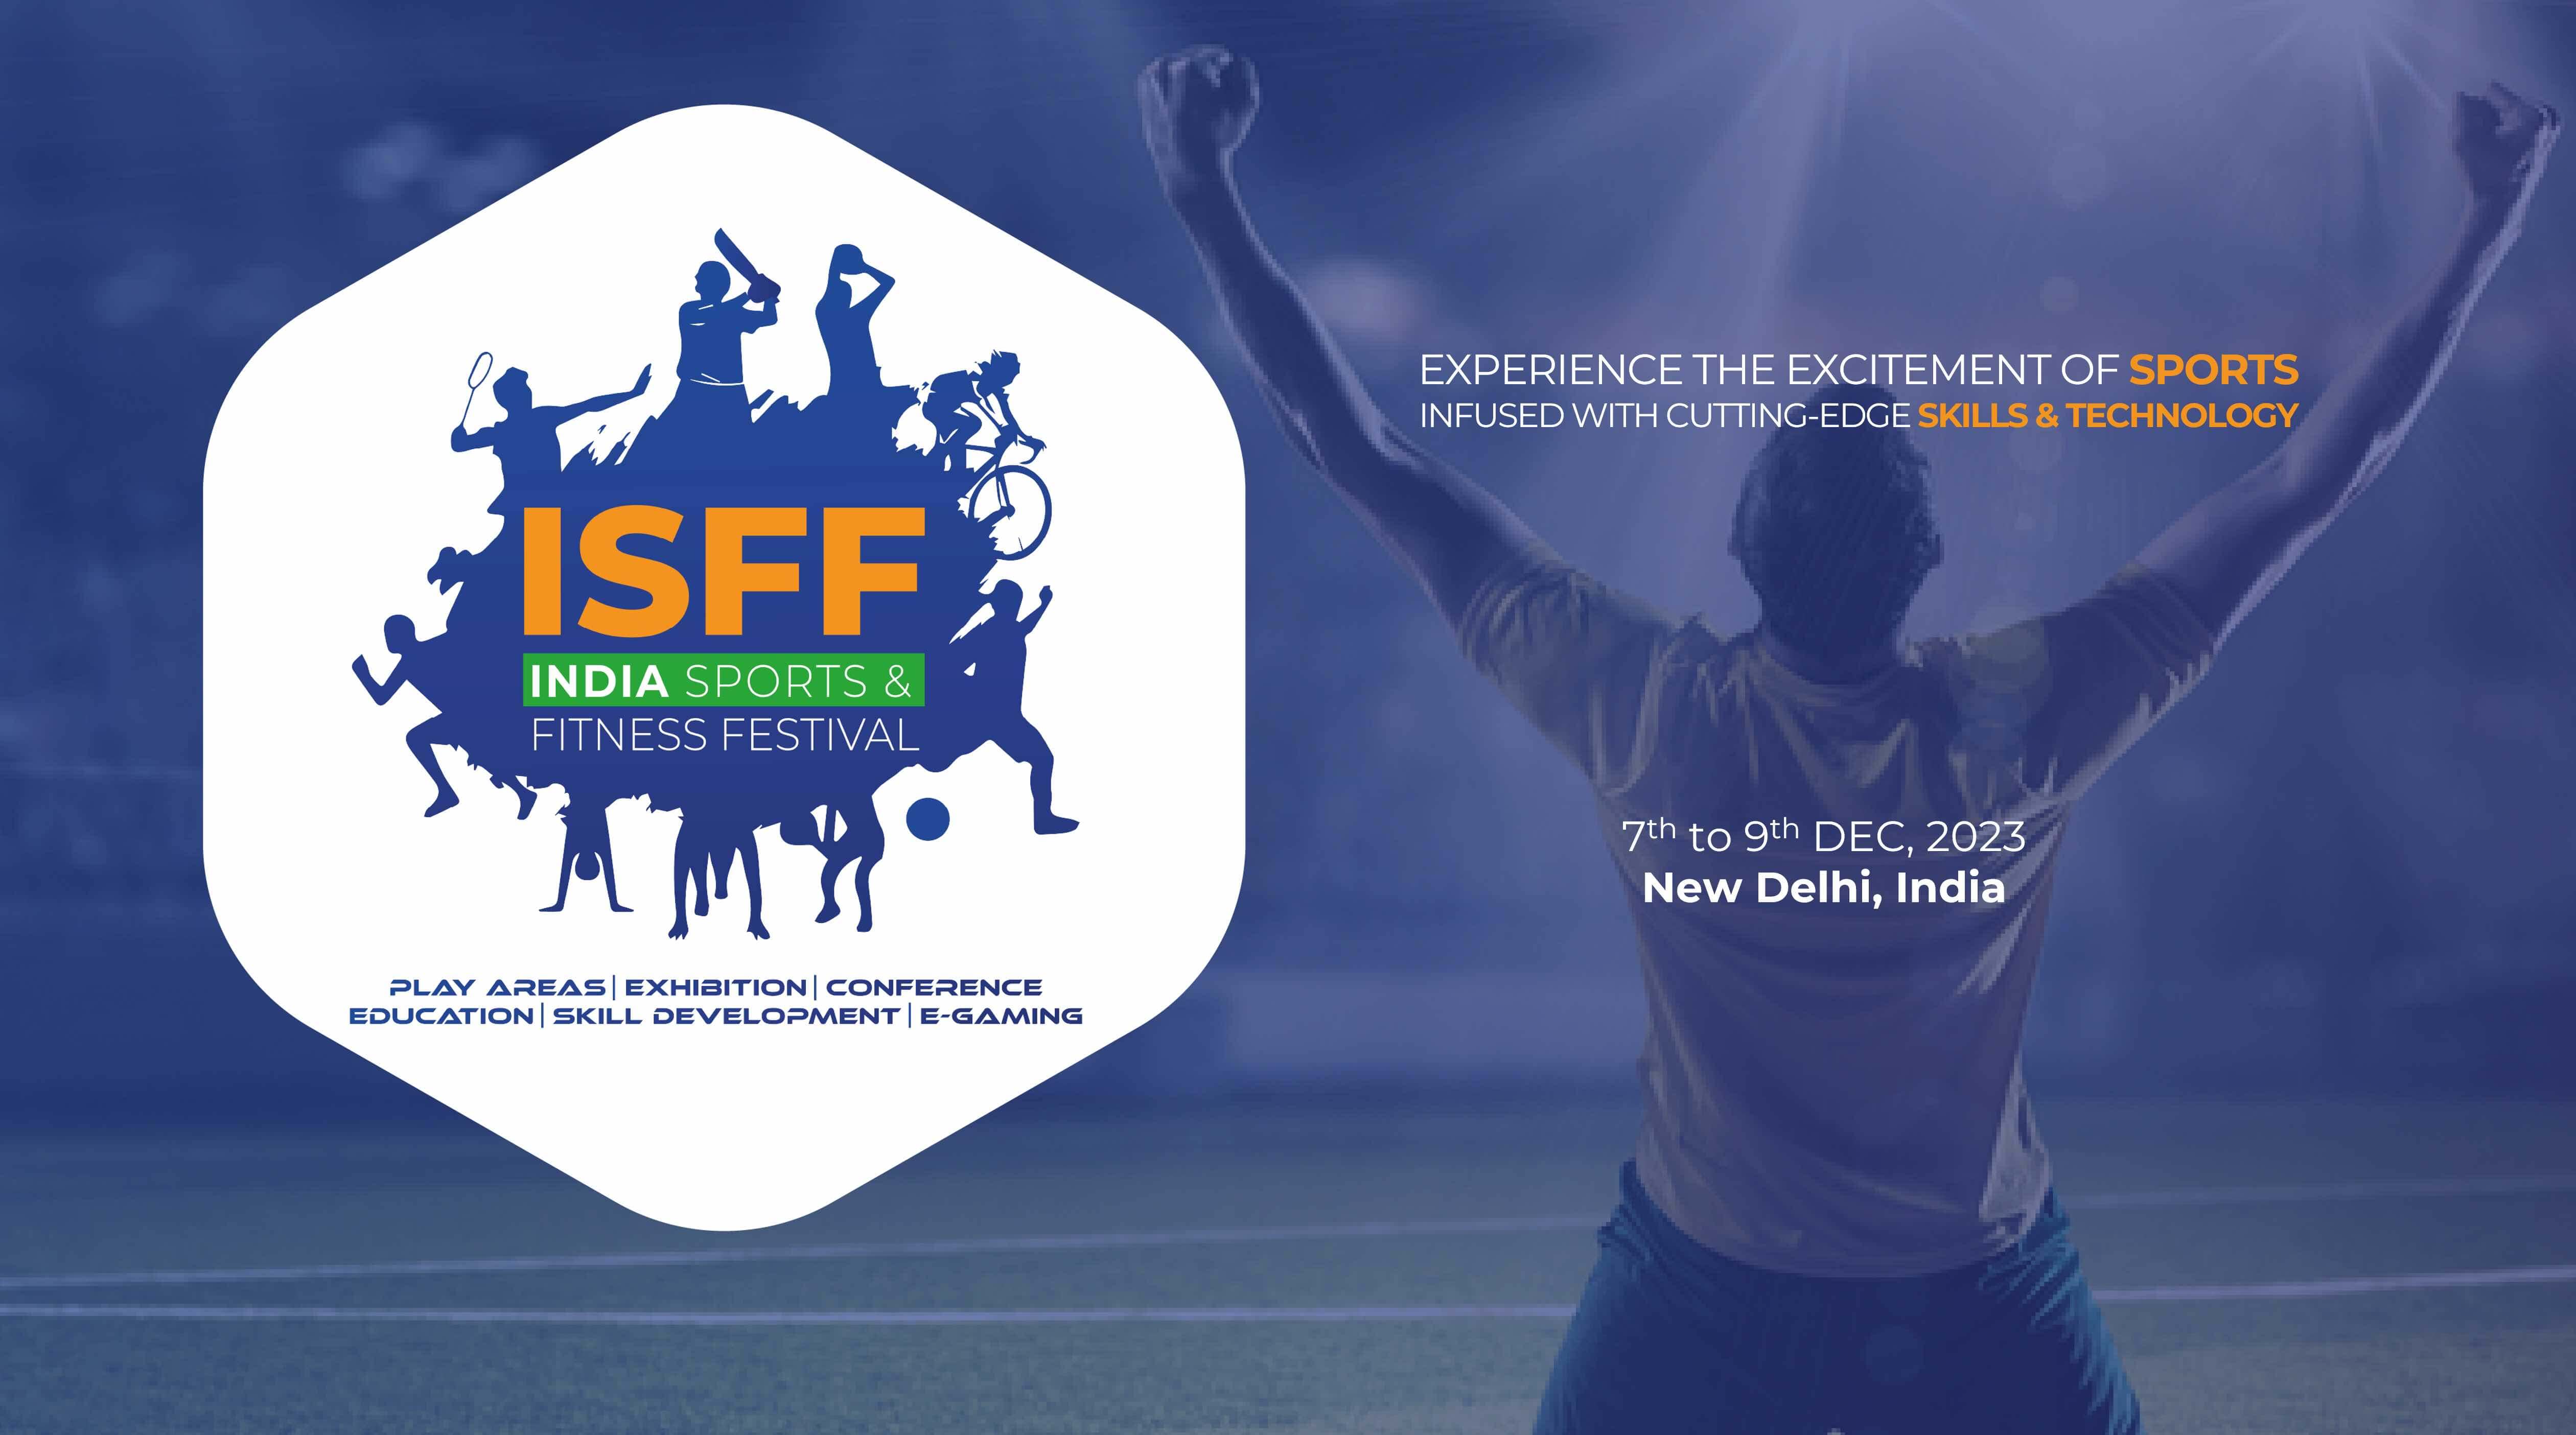 ISFF
INDIA SPORTS &
FITNESS FESTIVAL
PLAY AREAS|EXHIBITION|CONFERENCE
EDUCATION|SKILL DEVELOPMENT|E-GAMING
EXPERIENCE THE EXCITEMENT OF SPORTS
INFUSED WITH CUTTING-EDGE SKILLS & TECHNOLOGY
7th to 9th DEC, 2023
New Delhi, India